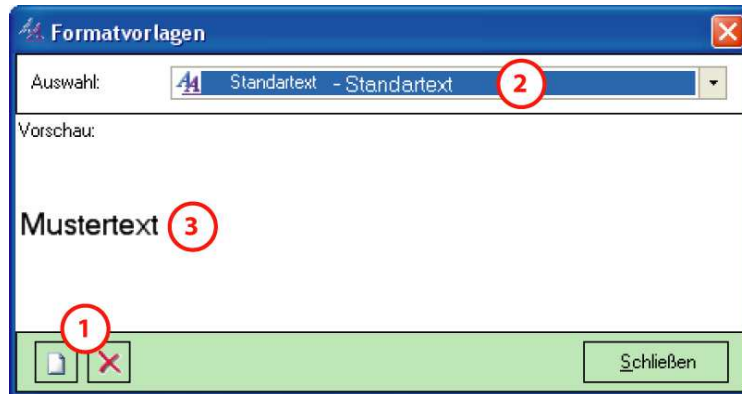 Formatvorlagen
Auswahl: Standartext - Standartext 2
Vorschau:
Mustertext 3
1
Schließen